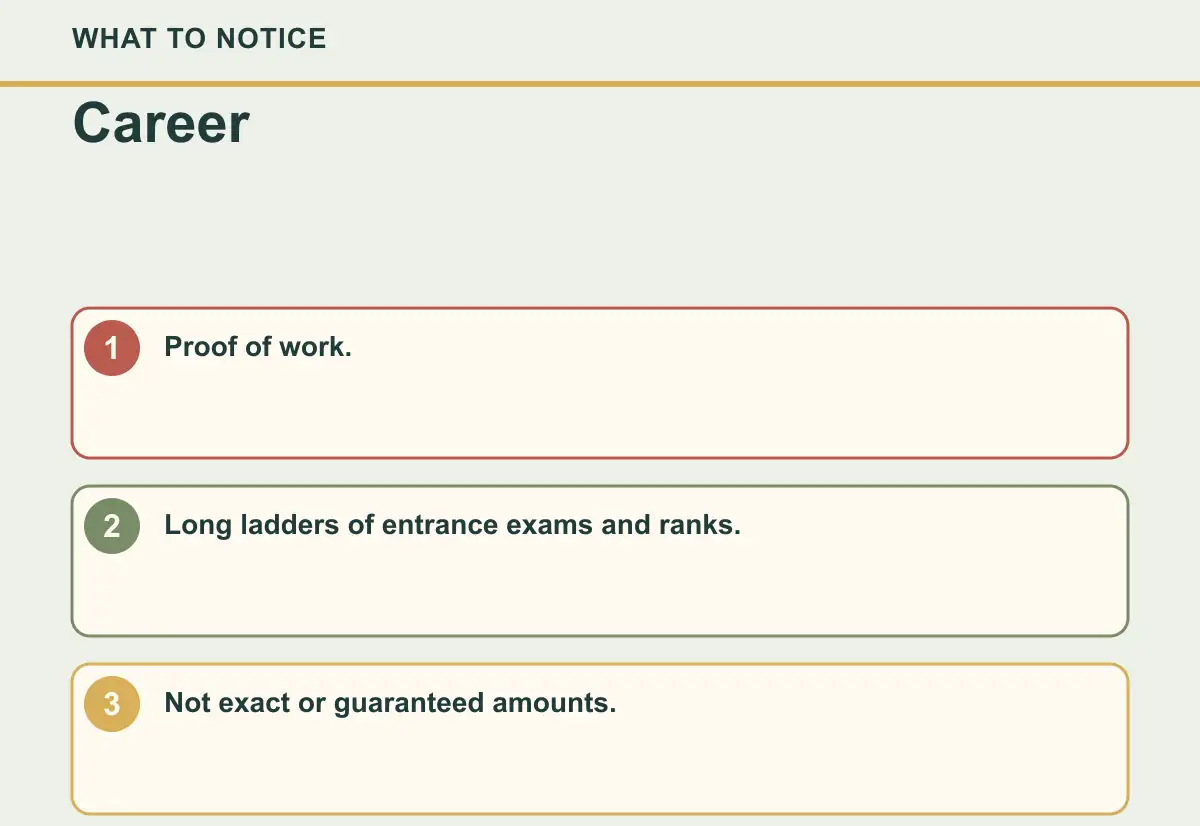 WHAT TO NOTICE
Career
1 Proof of work.
2 Long ladders of entrance exams and ranks.
3 Not exact or guaranteed amounts.